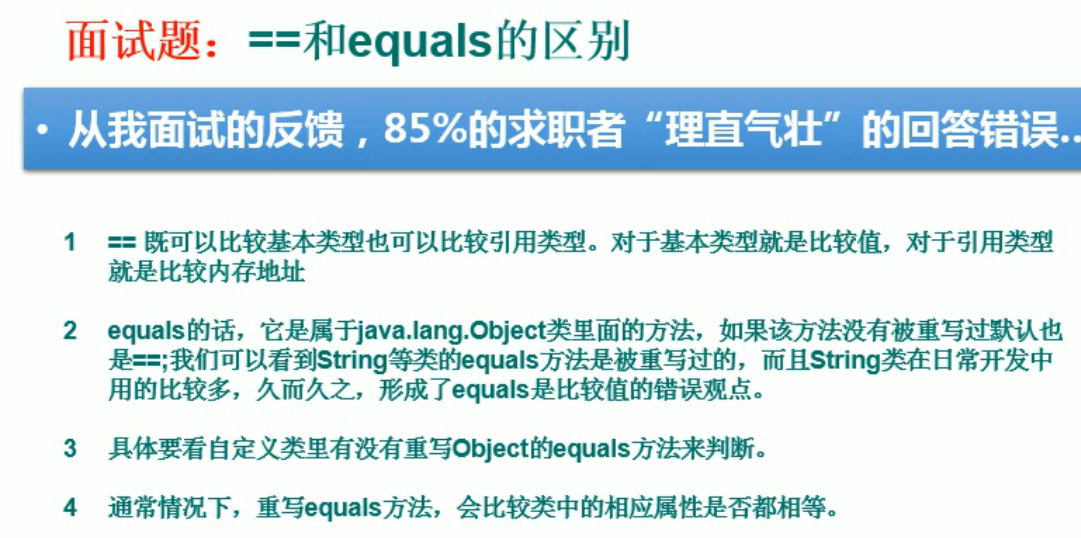 面试题：==和equals的区别
• 从我面试的反馈，85%的求职者“理直气壮”的回答错误..
1 == 既可以比较基本类型也可以比较引用类型。对于基本类型就是比较值，对于引用类型
就是比较内存地址
2 equals的话，它是属于java.lang.Object类里面的方法，如果该方法没有被重写过默认也
是==;我们可以看到String等类的equals方法是被重写过的，而且String类在日常开发中
用的比较多，久而久之，形成了equals是比较值的错误观点。
3 具体要看自定义类里有没有重写Object的equals方法来判断。
4 通常情况下，重写equals方法，会比较类中的相应属性是否都相等。